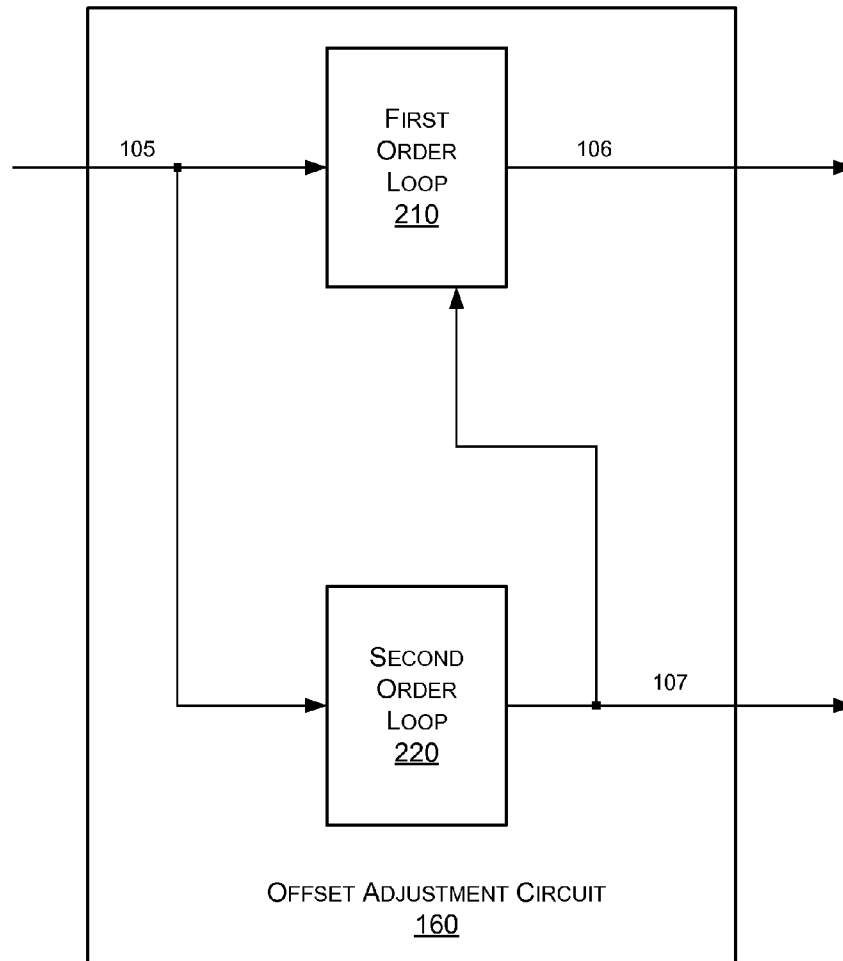 FIRST
ORDER
LOOP
210
105
106
SECOND
ORDER
LOOP
220
107
OFFSET ADJUSTMENT CIRCUIT
160